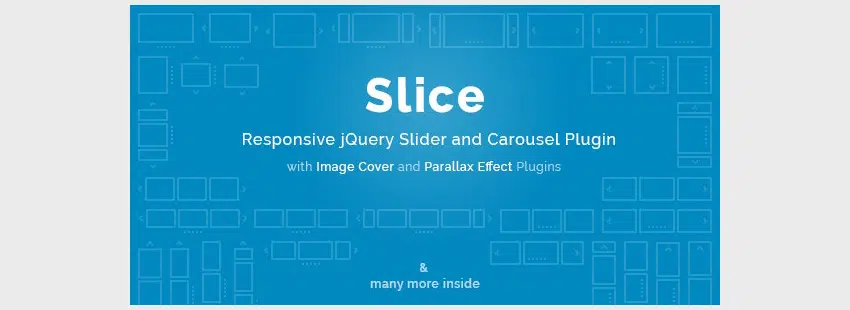 Slice
Responsive jQuery Slider and Carousel Plugin
with Image Cover and Parallax Effect Plugins
&
many more inside